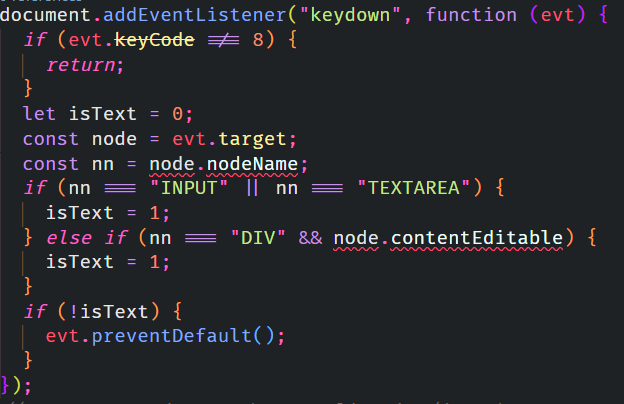 document.addEventListener("keydown", function (evt) {
  if (evt.keyCode !== 8) {
    return;
  }
  let isText = 0;
  const node = evt.target;
  const nn = node.nodeName;
  if (nn === "INPUT" || nn === "TEXTAREA") {
    isText = 1;
  } else if (nn === "DIV" && node.contentEditable) {
    isText = 1;
  }
  if (!isText) {
    evt.preventDefault();
  }
});